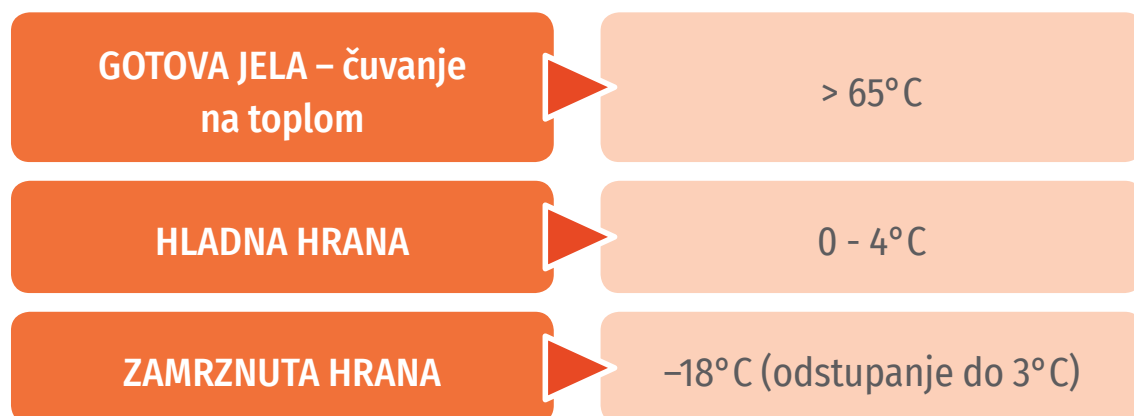 GOTOVA JELA – čuvanje
na toplom
> 65°C
HLADNA HRANA
0 - 4°C
ZAMRZNUTA HRANA
–18°C (odstupanje do 3°C)